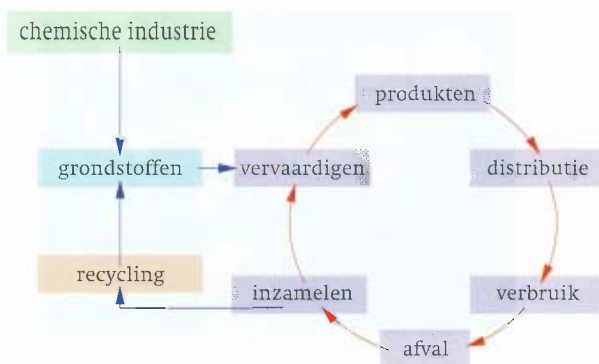 chemische industrie
produkten
grondstoffen
vervaardigen
distributie
recycling
inzamelen
verbruik
afval